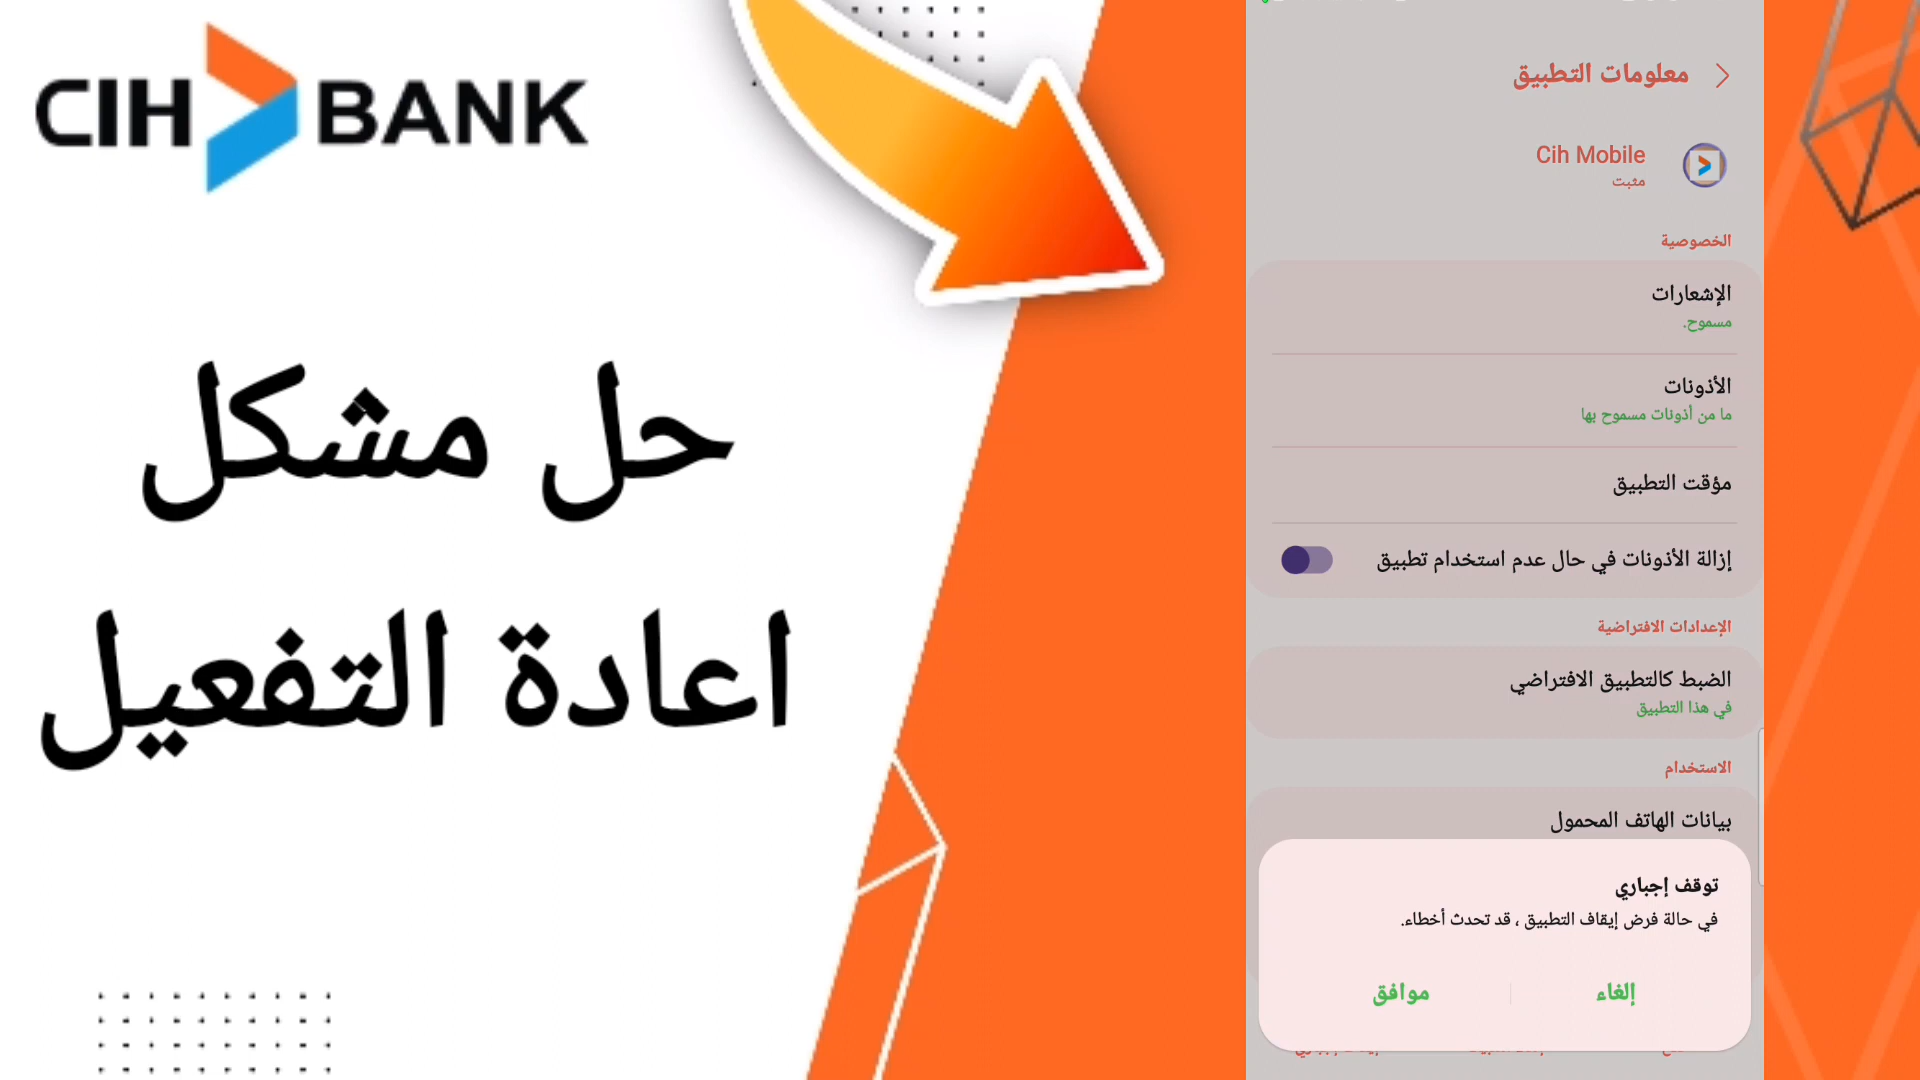 CIH BANK
حل مشكل
اعادة التفعيل
معلومات التطبيق
Cih Mobile
مثبت
الخصوصية
الإشعارات
مسموح.
الأذونات
ما من أذونات مسموح بها
مؤقت التطبيق
إزالة الأذونات في حال عدم استخدام تطبيق
الإعدادات الافتراضية
الضبط كالتطبيق الافتراضي
في هذا التطبيق
الاستخدام
بيانات الهاتف المحمول
توقف إجباري
في حالة فرض إيقاف التطبيق ، قد تحدث أخطاء.
إلغاء
موافق